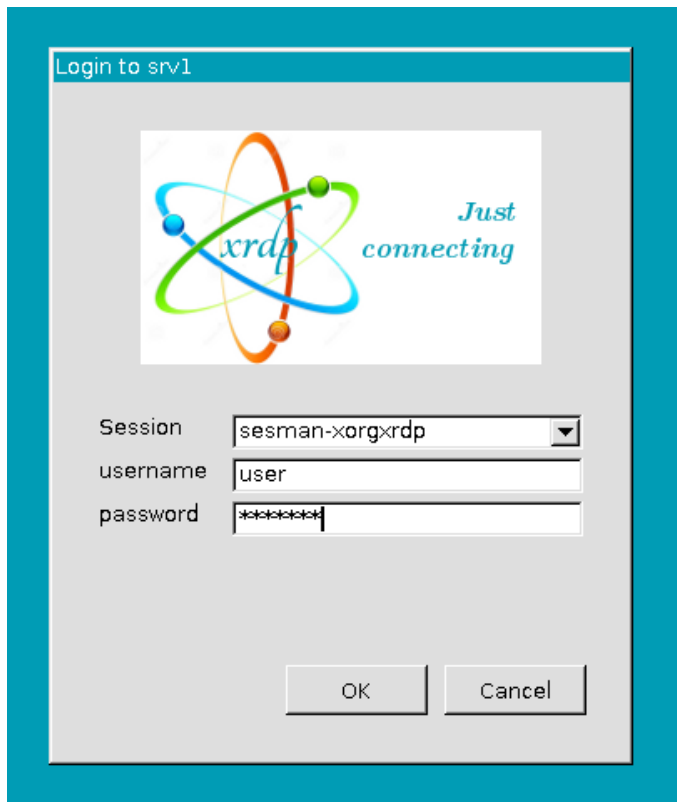 Login to srv1
xrdp
Just
connecting
Session
sesman-xorgxrdp
username
user
password
*******
OK
Cancel